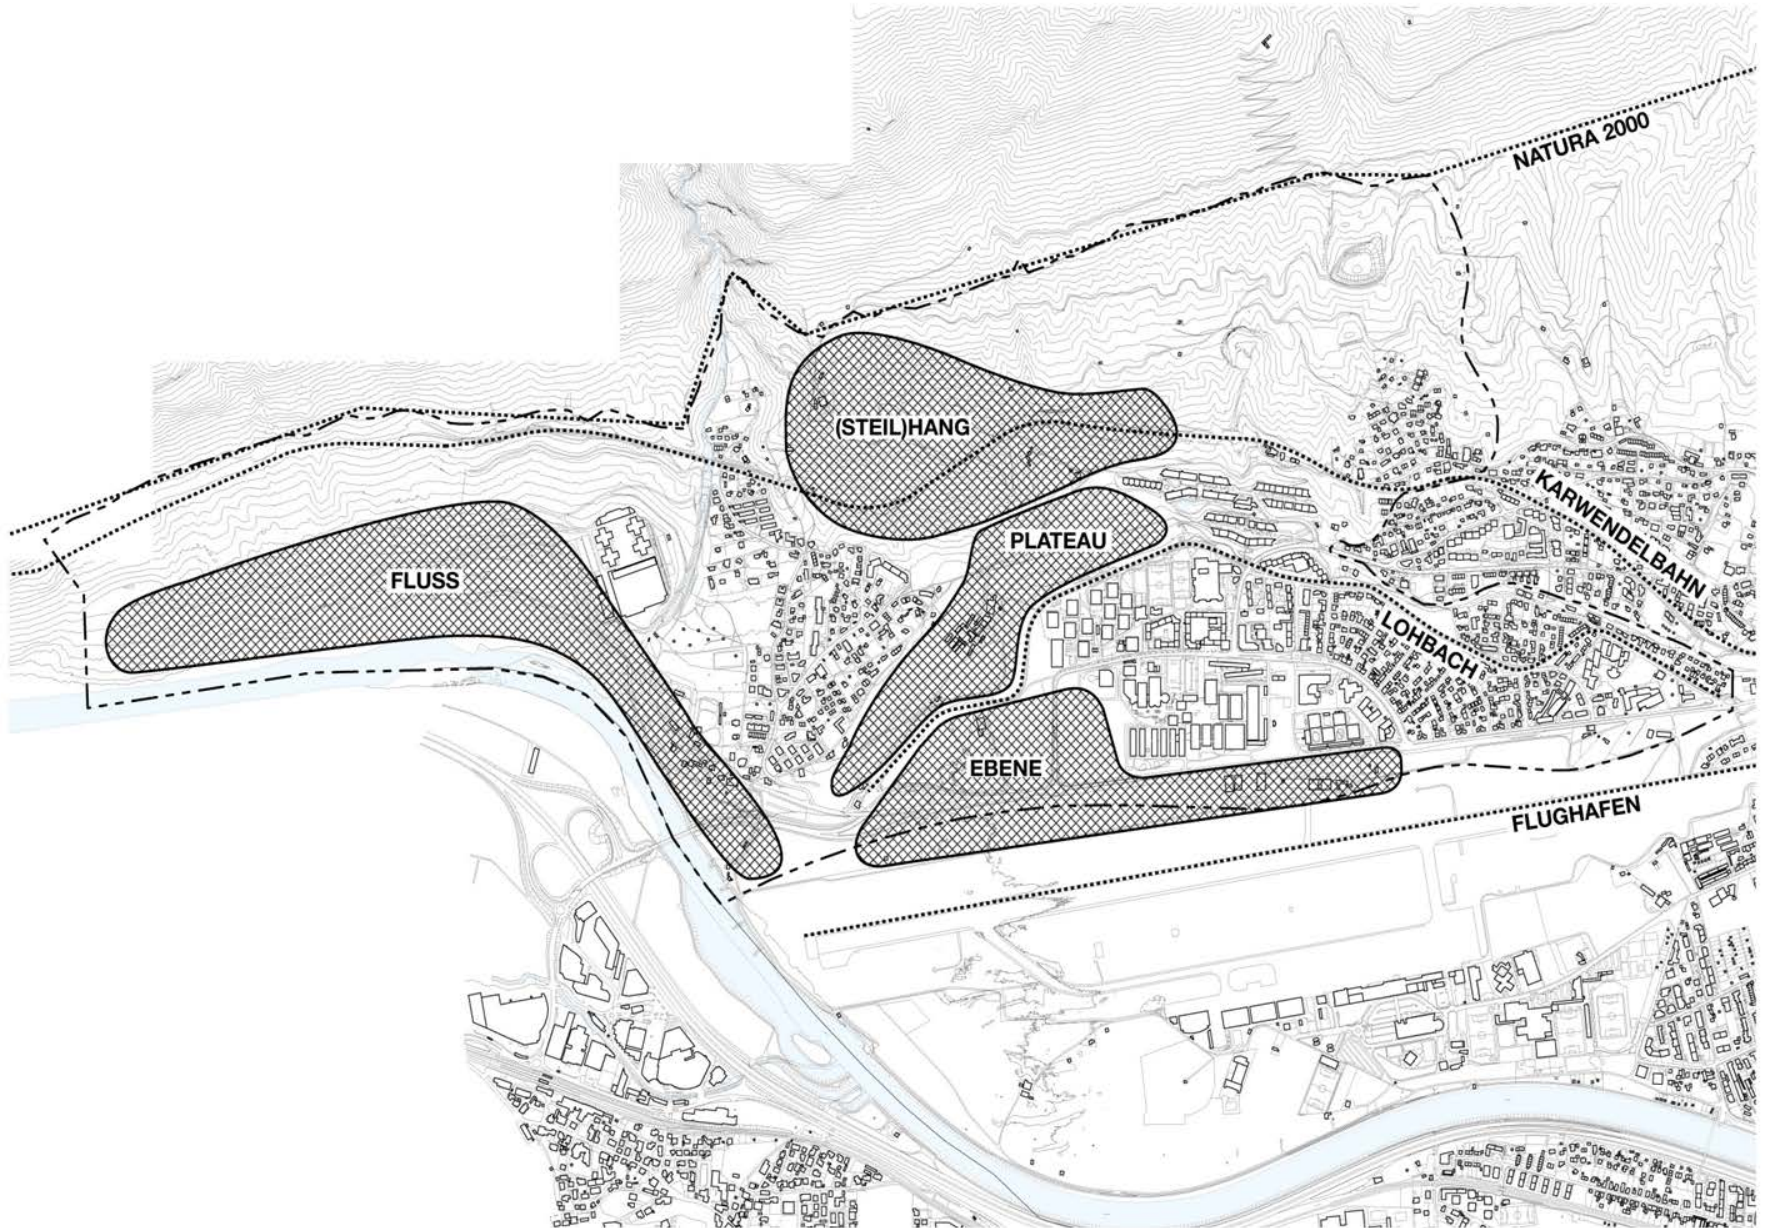 NATURA 2000
(STEIL)HANG
KARWENDELBAHN
PLATEAU
FLUSS
LOHBACH
EBENE
FLUGHAFEN